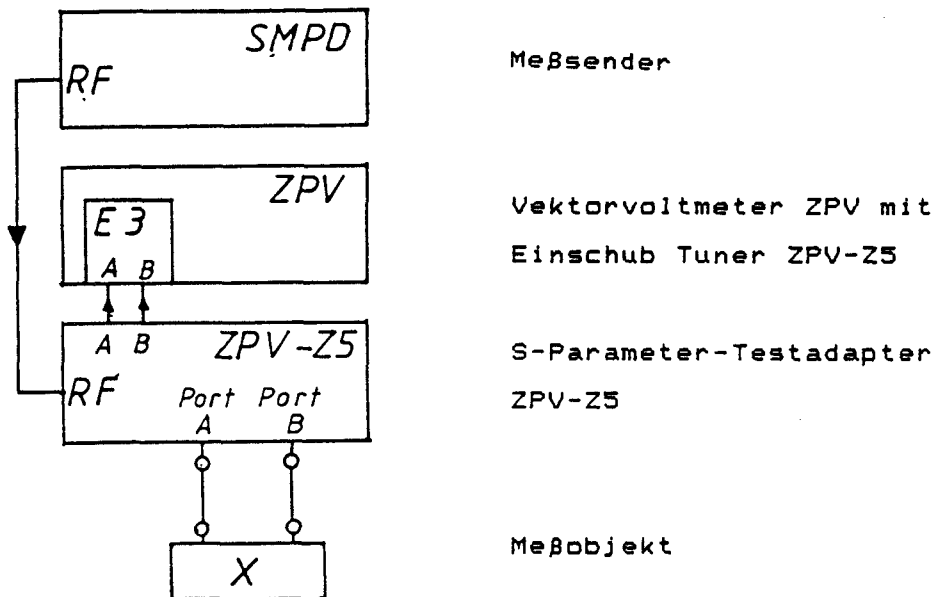 SMPD
RF
Meßsender
ZPV
E 3
A B
Vektorvoltmeter ZPV mit
Einschub Tuner ZPV-Z5
A B ZPV-Z5
RF
Port Port
A B
S-Parameter-Testadapter
ZPV-Z5
X
Meßobjekt